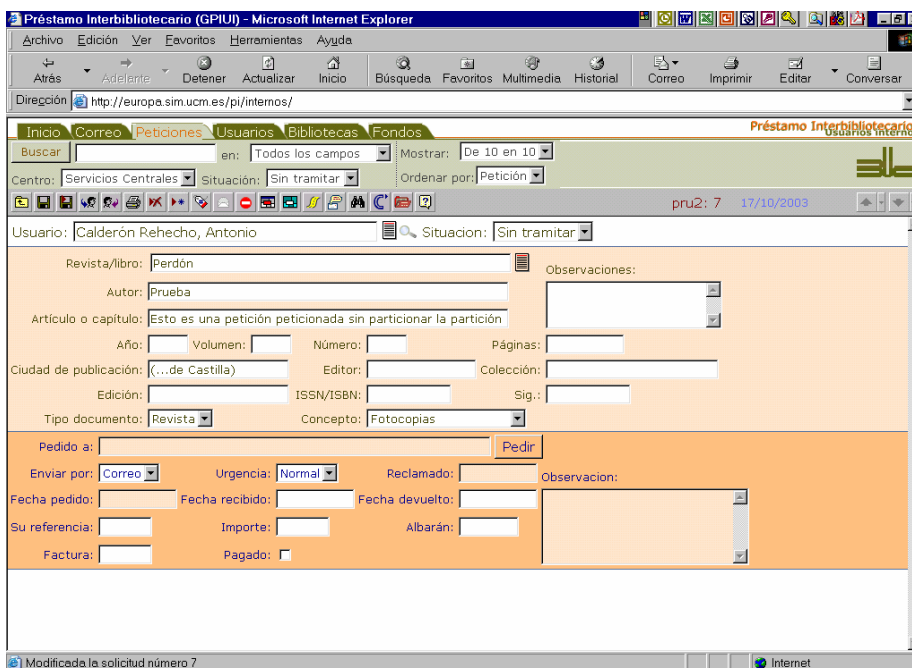 Préstamo Interbibliotecario (GPIUI) - Microsoft Internet Explorer
Archivo Edición Ver Favoritos Herramientas Ayuda
Atrás Adelante Detener Actualizar Inicio Búsqueda Favoritos Multimedia Historial Correo Imprimir Editar Conversar
Dirección http://europa.sim.ucm.es/pi/internos/
Inicio Correo Peticiones Usuarios Bibliotecas Fondos Préstamo Interbibliotecario
Usuarios interno
Buscar en: Todos los campos Mostrar: De 10 en 10
Centro: Servicios Centrales Situación: Sin tramitar Ordenar por: Petición
pru2: 7 17/10/2003
Usuario: Calderón Rehecho, Antonio Situacion: Sin tramitar
Revista/libro: Perdón Observaciones:
Autor: Prueba
Artículo o capítulo: Esto es una petición peticionada sin particionar la partición
Año: Volumen: Número: Páginas:
Ciudad de publicación: (...de Castilla) Editor: Colección:
Edición: ISSN/ISBN: Sig.:
Tipo documento: Revista Concepto: Fotocopias
Pedido a: Pedir
Enviar por: Correo Urgencia: Normal Reclamado: Observacion:
Fecha pedido: Fecha recibido: Fecha devuelto:
Su referencia: Importe: Albarán:
Factura: Pagado:
Modificada la solicitud número 7 Internet